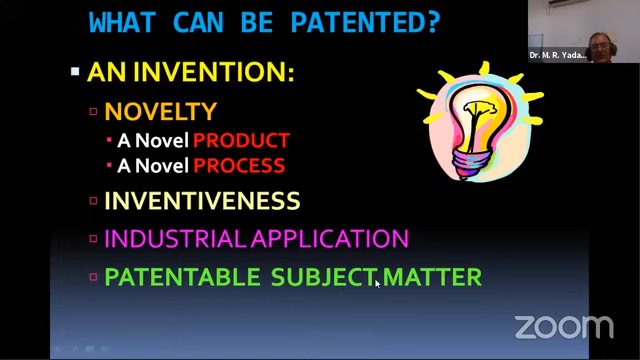 WHAT CAN BE PATENTED?
Dr. M. R. Yada...
AN INVENTION:
NOVELTY
A Novel PRODUCT
A Novel PROCESS
INVENTIVENESS
INDUSTRIAL APPLICATION
PATENTABLE SUBJECT MATTER
zoom